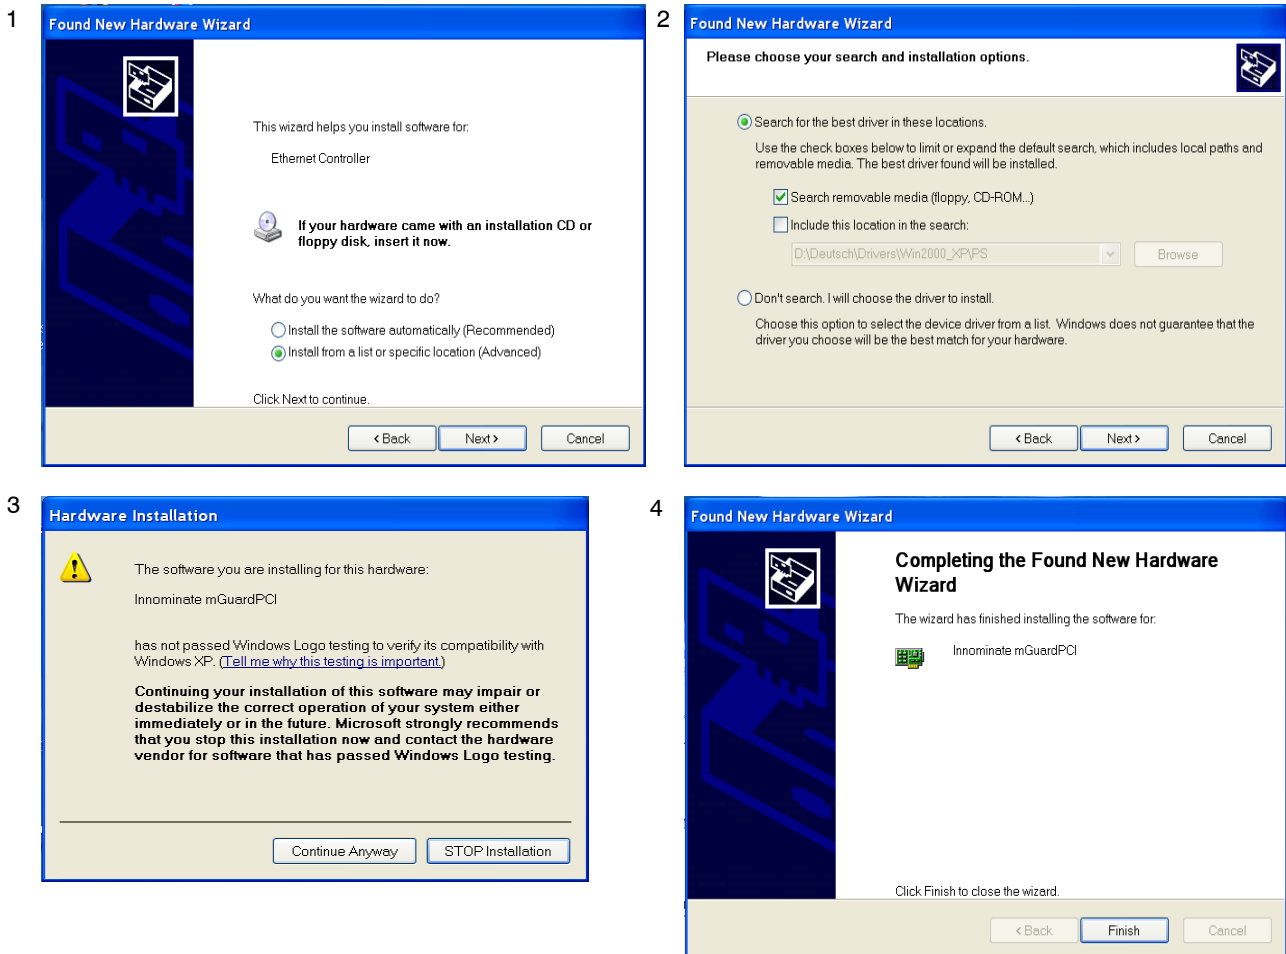 1
Found New Hardware Wizard
This wizard helps you install software for:
Ethernet Controller
If your hardware came with an installation CD or
floppy disk, insert it now.
What do you want the wizard to do?
Install the software automatically (Recommended)
Install from a list or specific location (Advanced)
Click Next to continue.
< Back
Next >
Cancel
2
Found New Hardware Wizard
Please choose your search and installation options.
Search for the best driver in these locations.
Use the check boxes below to limit or expand the default search, which includes local paths and
removable media. The best driver found will be installed.
Search removable media (floppy, CD-ROM...)
Include this location in the search:
D:\Deutsch\Drivers\Win2000_XP\PS
Browse
Don't search. I will choose the driver to install.
Choose this option to select the device driver from a list. Windows does not guarantee that the
driver you choose will be the best match for your hardware.
< Back
Next >
Cancel
3
Hardware Installation
The software you are installing for this hardware:
Innominate mGuardPCI
has not passed Windows Logo testing to verify its compatibility with
Windows XP. (Tell me why this testing is important.)
Continuing your installation of this software may impair or
destabilize the correct operation of your system either
immediately or in the future. Microsoft strongly recommends
that you stop this installation now and contact the hardware
vendor for software that has passed Windows Logo testing.
Continue Anyway
STOP Installation
4
Found New Hardware Wizard
Completing the Found New Hardware
Wizard
The wizard has finished installing the software for:
Innominate mGuardPCI
Click Finish to close the wizard.
< Back
Finish
Cancel